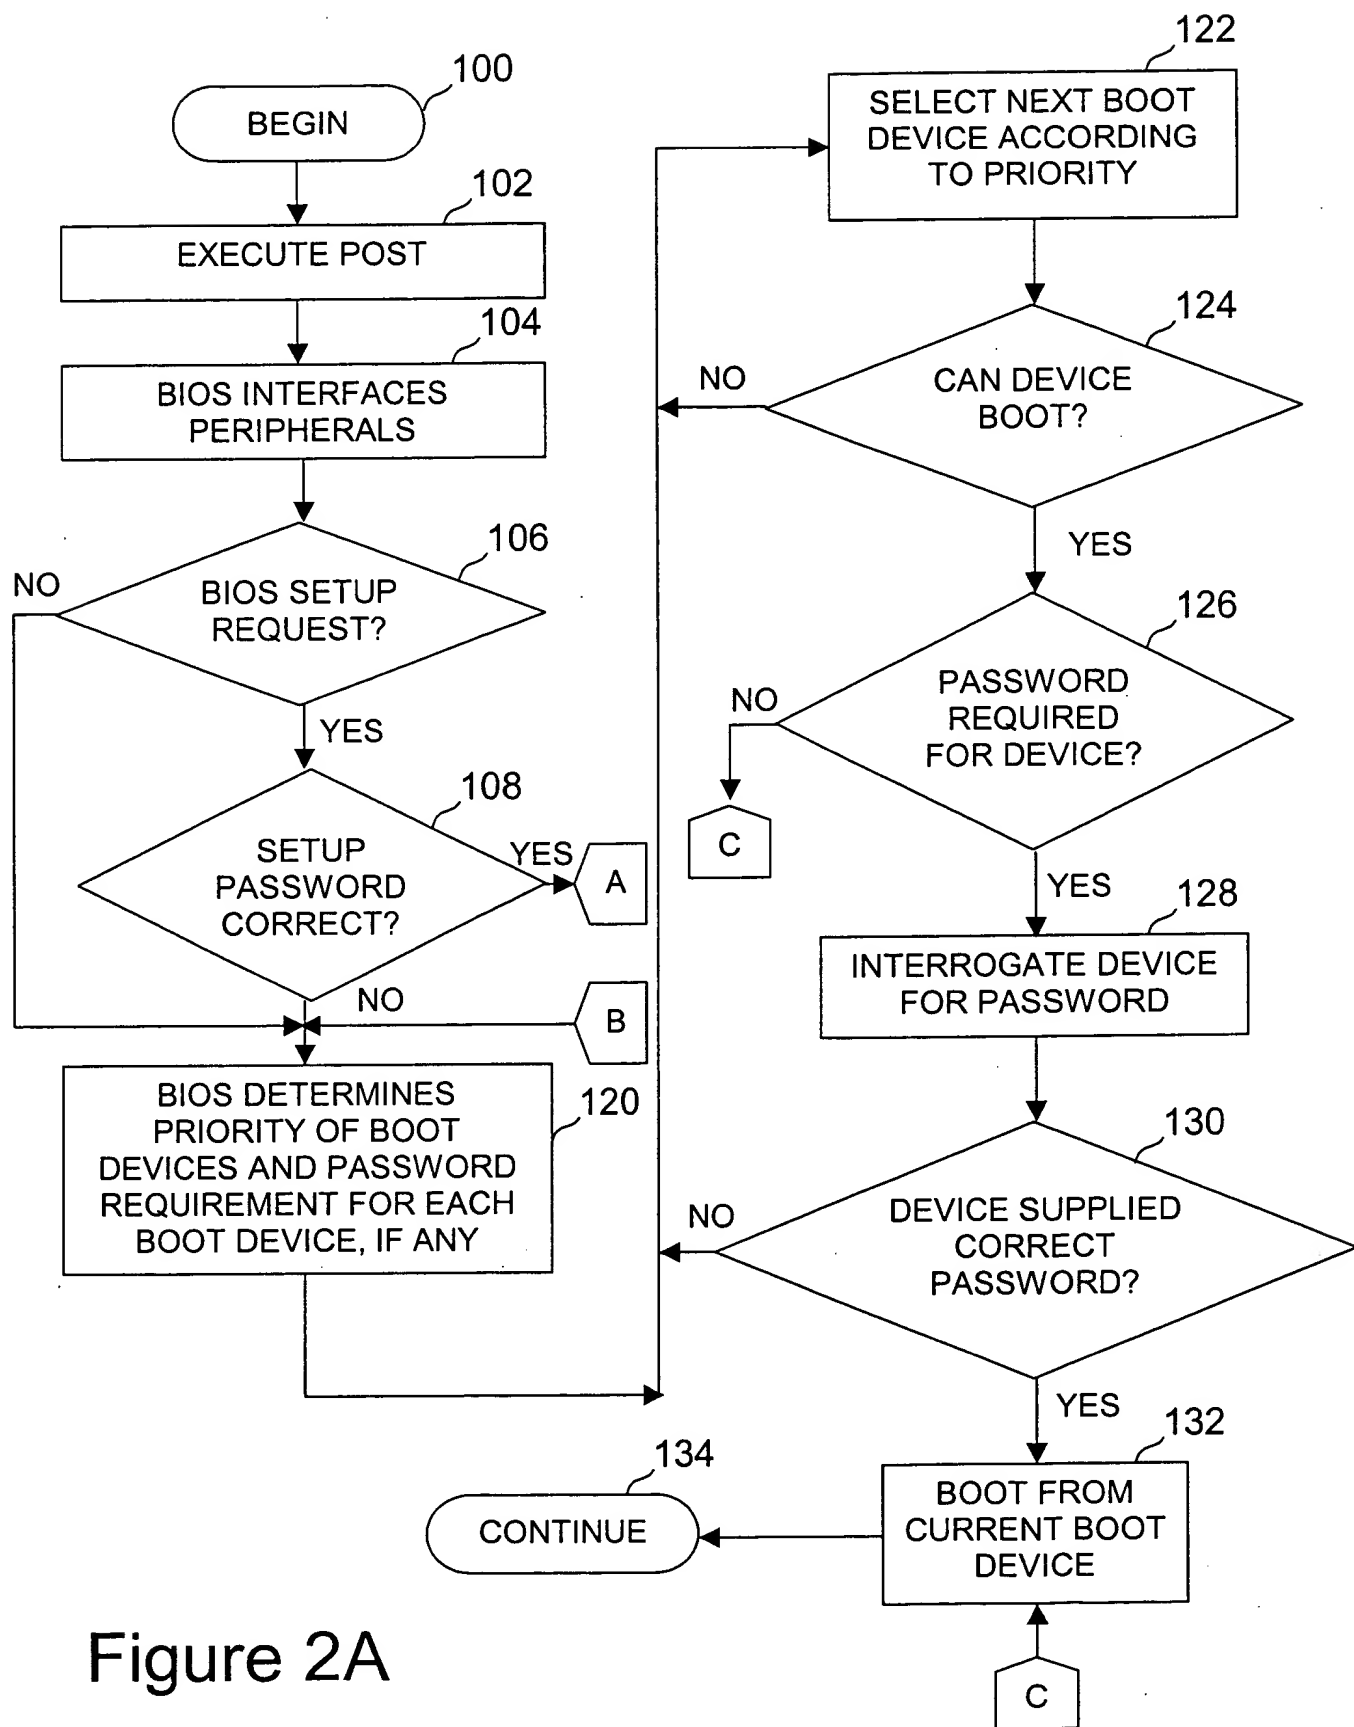 100
BEGIN
102
EXECUTE POST
104
BIOS INTERFACES
PERIPHERALS
106
NO
BIOS SETUP
REQUEST?
YES
108
SETUP
PASSWORD
CORRECT?
YES
A
NO
B
BIOS DETERMINES
PRIORITY OF BOOT
DEVICES AND PASSWORD
REQUIREMENT FOR EACH
BOOT DEVICE, IF ANY
120
122
SELECT NEXT BOOT
DEVICE ACCORDING
TO PRIORITY
124
NO
CAN DEVICE
BOOT?
YES
126
NO
PASSWORD
REQUIRED
FOR DEVICE?
C
YES
128
INTERROGATE DEVICE
FOR PASSWORD
130
NO
DEVICE SUPPLIED
CORRECT
PASSWORD?
YES
132
134
BOOT FROM
CURRENT BOOT
DEVICE
CONTINUE
C
Figure 2A